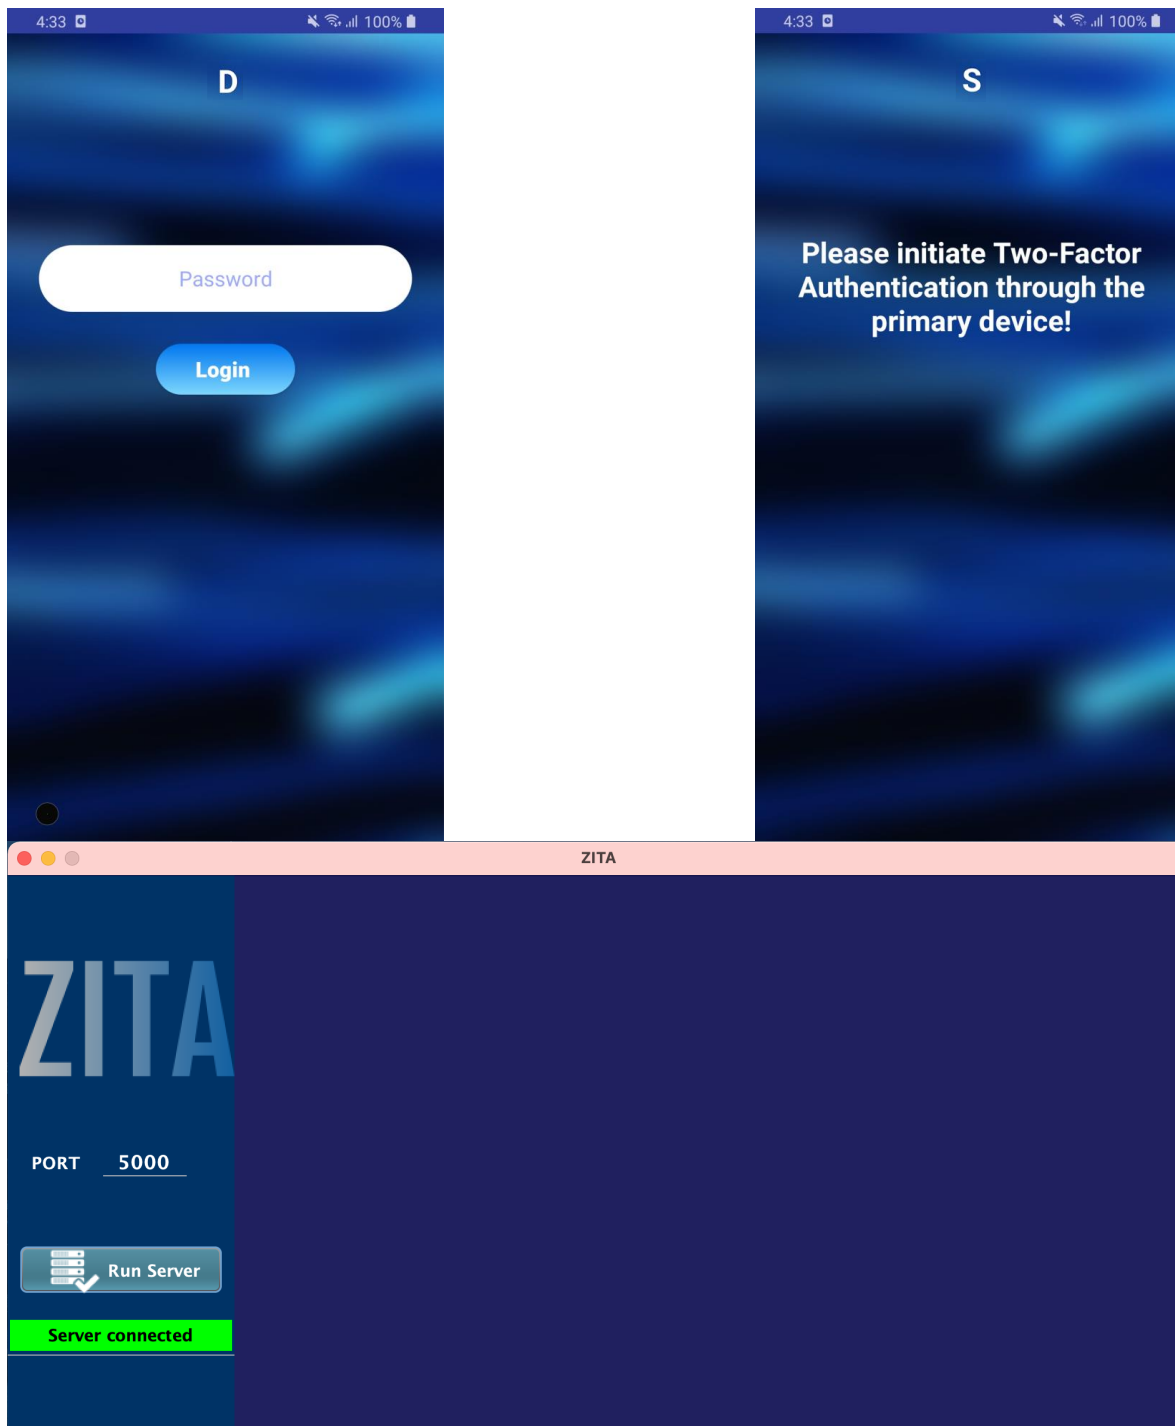 4:33 100%
D
Password
Login
4:33 100%
S
Please initiate Two-Factor
Authentication through the
primary device!
ZITA
ZITA
PORT 5000
Run Server
Server connected